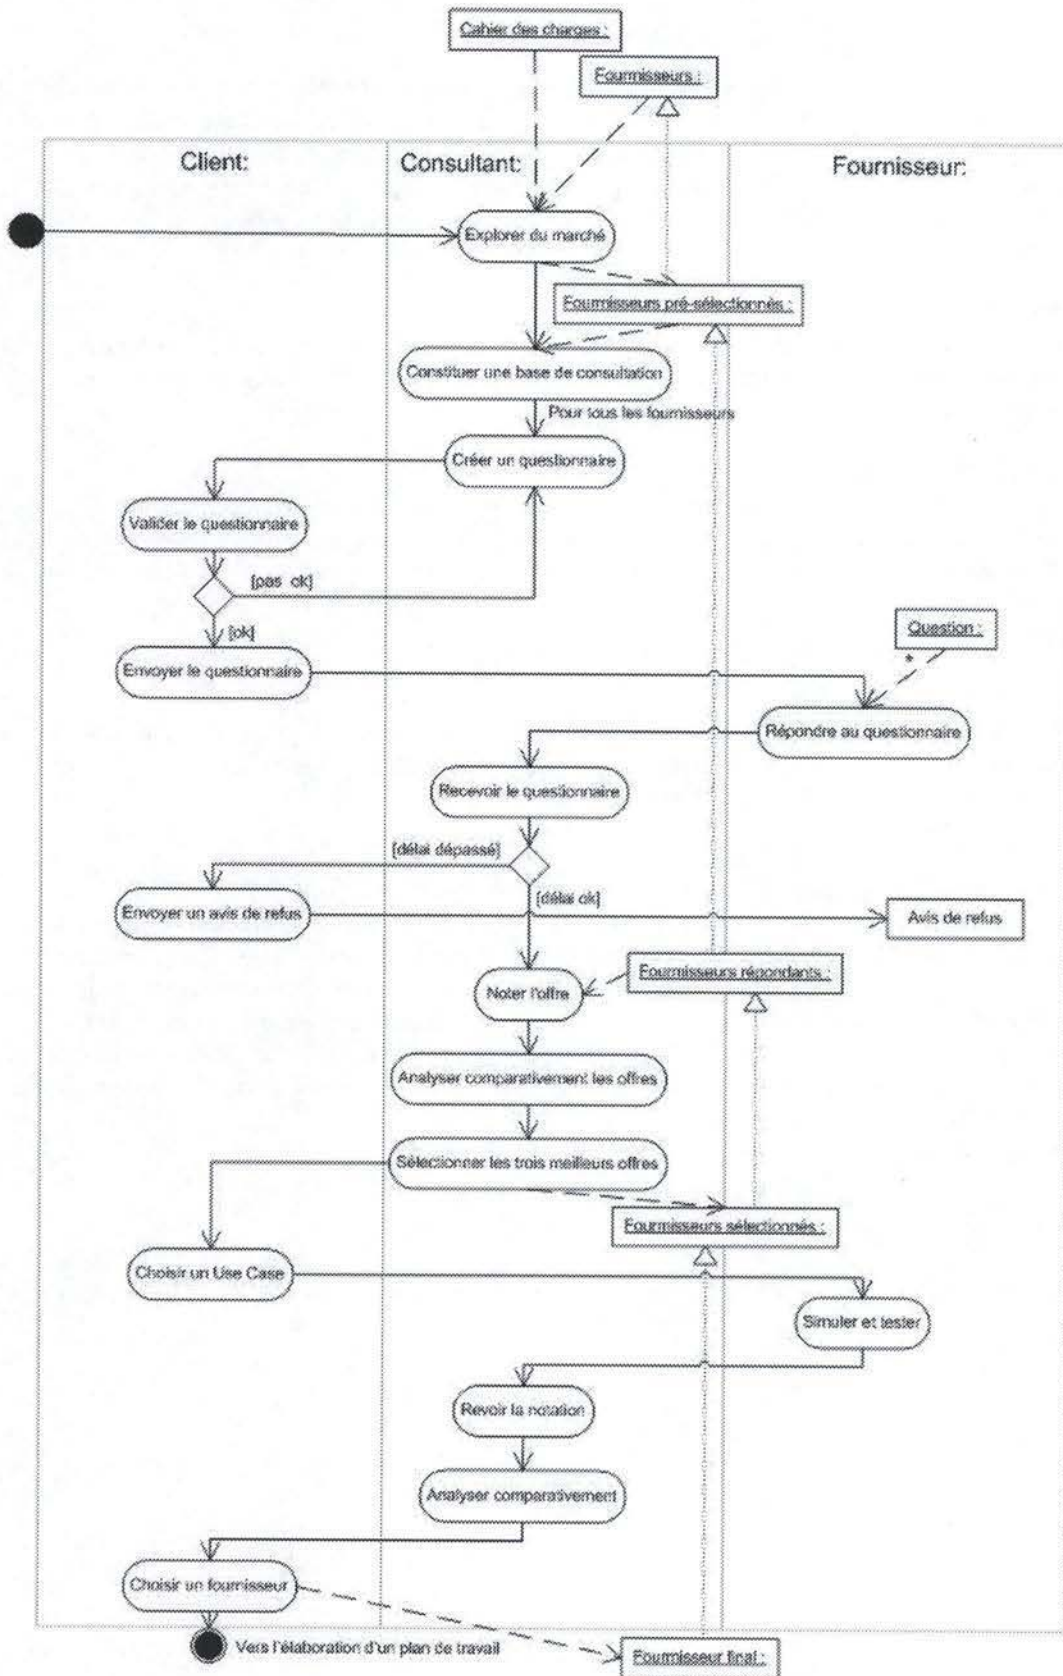 Cahier des charges :
Fournisseurs :
Client:
Consultant:
Fournisseur:
Explorer du marché
Fournisseurs pré-sélectionnés :
Constituer une base de consultation
Pour tous les fournisseurs
Créer un questionnaire
Valider le questionnaire
[pas ok]
[ok]
Question :
*
Envoyer le questionnaire
Répondre au questionnaire
Recevoir le questionnaire
[délai dépassé]
[délai ok]
Envoyer un avis de refus
Avis de refus
Fournisseurs répondants :
Noter l'offre
Analyser comparativement les offres
Sélectionner les trois meilleurs offres
Fournisseurs sélectionnés :
Choisir un Use Case
Simuler et tester
Revoir la notation
Analyser comparativement
Choisir un fournisseur
Vers l'élaboration d'un plan de travail
Fournisseur final :